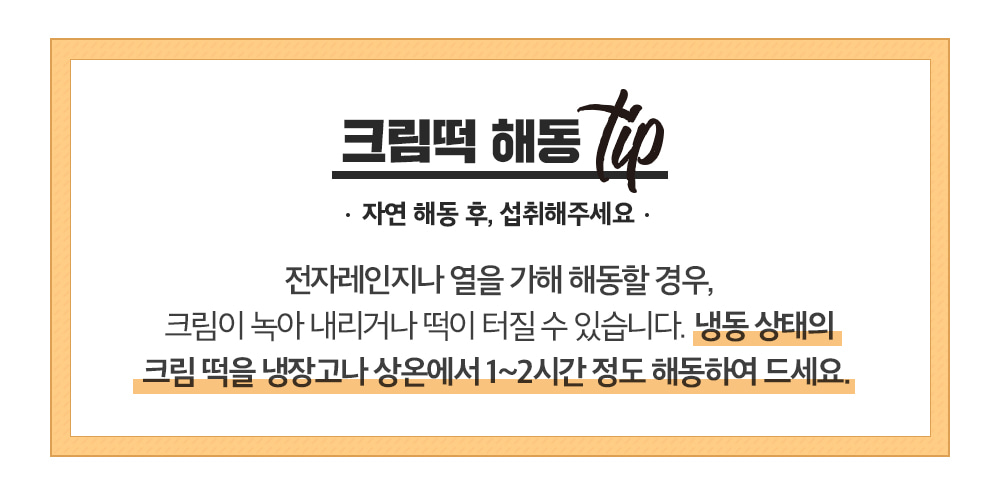 크림떡 해동 tip
· 자연 해동 후, 섭취해주세요 ·
전자레인지나 열을 가해 해동할 경우,
크림이 녹아 내리거나 떡이 터질 수 있습니다. 냉동 상태의
크림 떡을 냉장고나 상온에서 1~2시간 정도 해동하여 드세요.